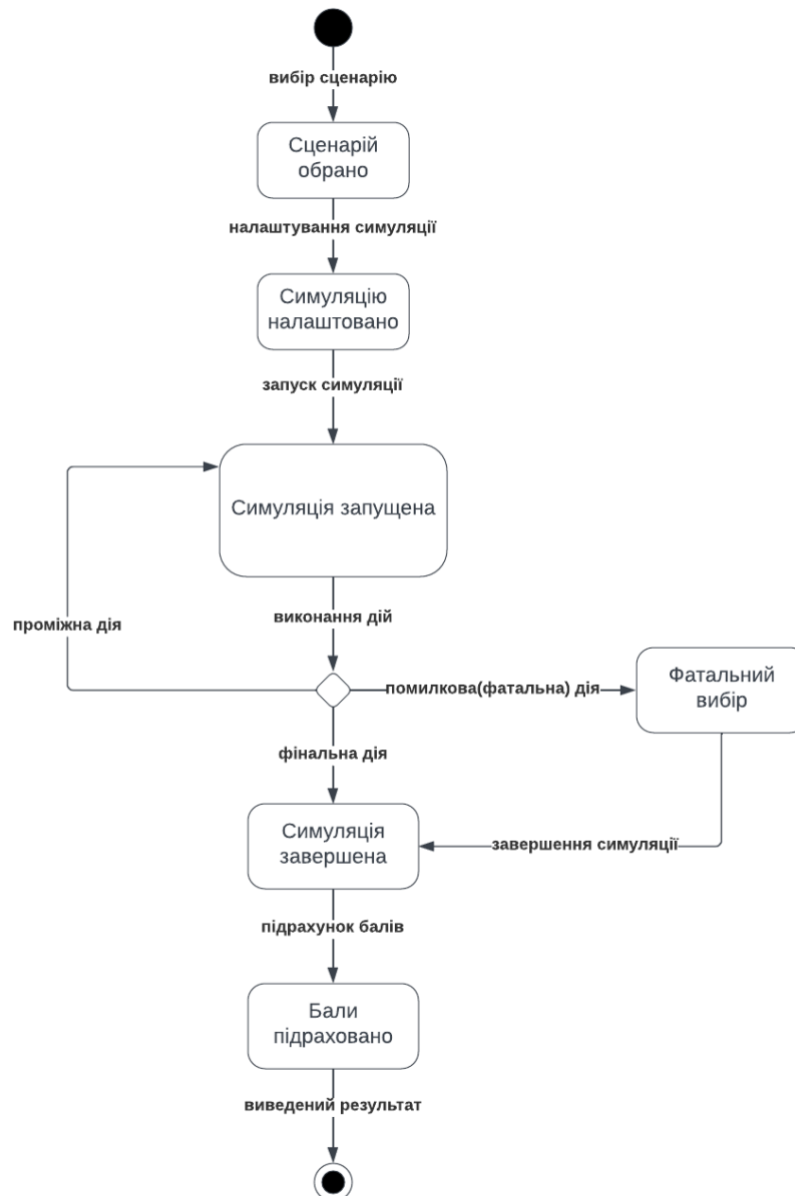 вибір сценарію
Сценарій
обрано
налаштування симуляції
Симуляцію
налаштовано
запуск симуляції
Симуляція запущена
виконання дій
проміжна дія
помилкова(фатальна) дія
Фатальний
вибір
фінальна дія
Симуляція
завершена
завершення симуляції
підрахунок балів
Бали
підраховано
виведений результат